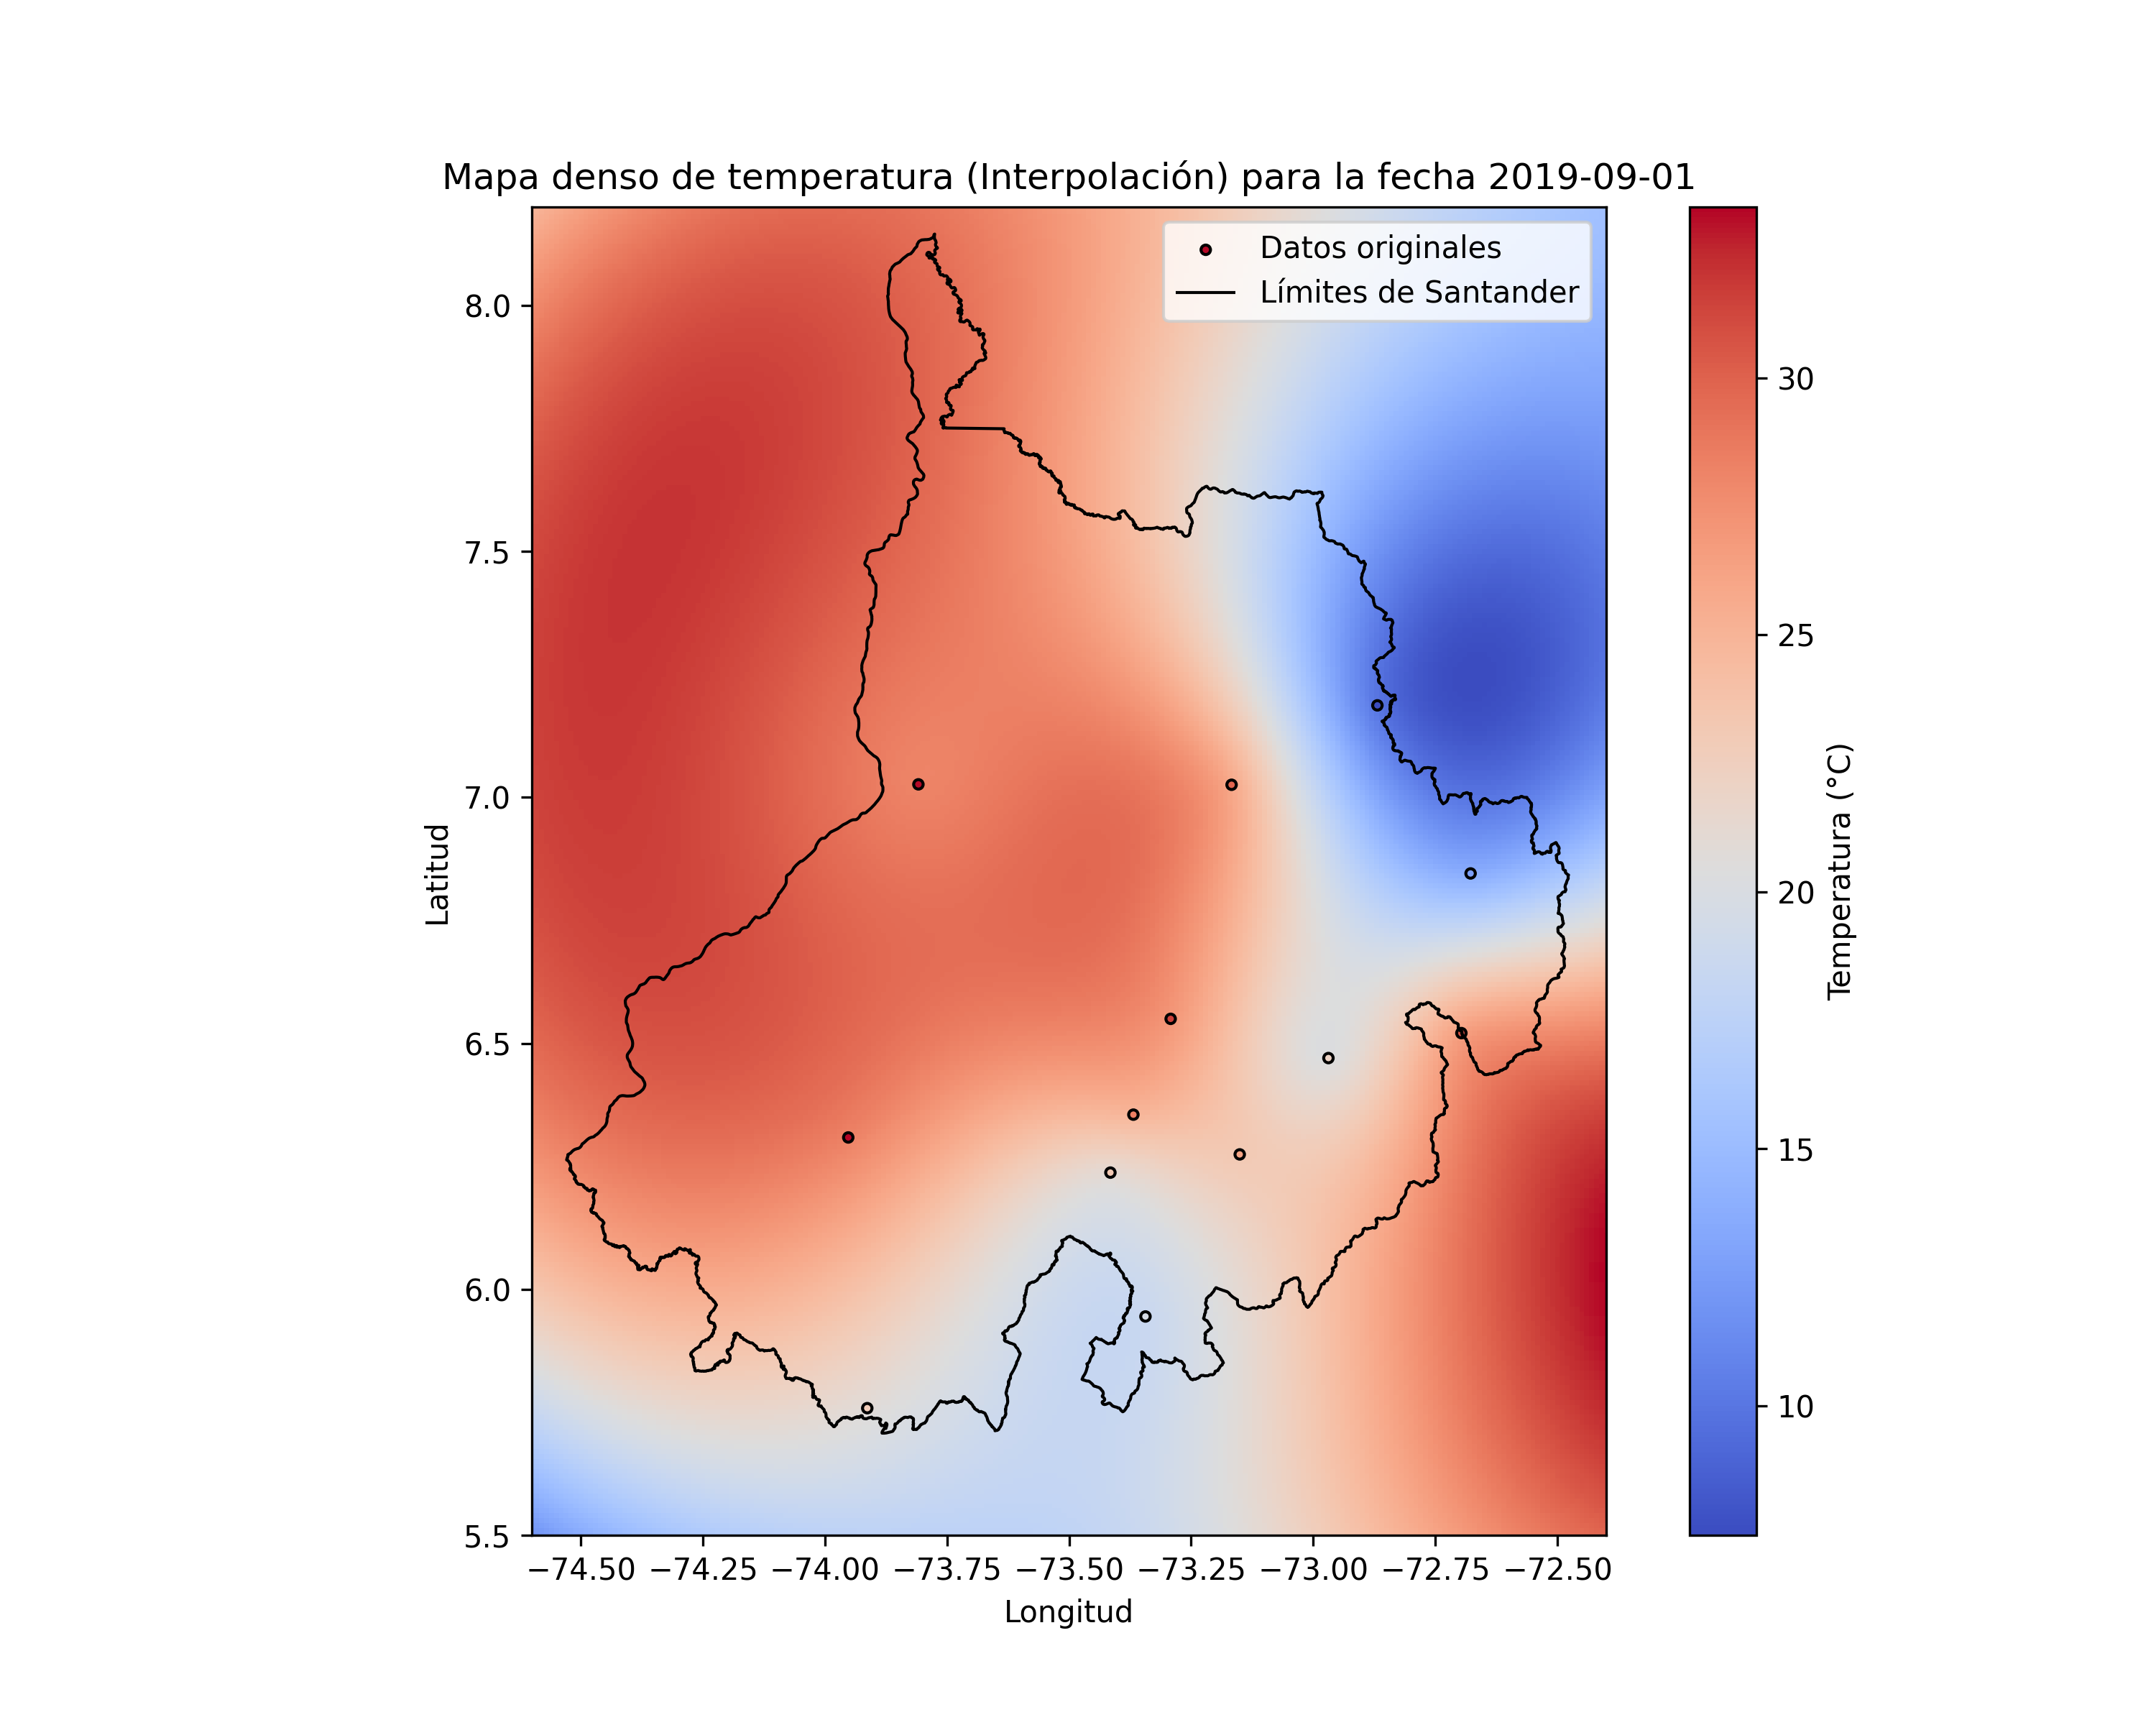 Mapa denso de temperatura (Interpolación) para la fecha 2019-09-01
Datos originales
Límites de Santander
8.0
7.5
7.0
6.5
6.0
5.5
Latitud
−74.50 −74.25 −74.00 −73.75 −73.50 −73.25 −73.00 −72.75 −72.50
Longitud
30
25
20
15
10
Temperatura (°C)